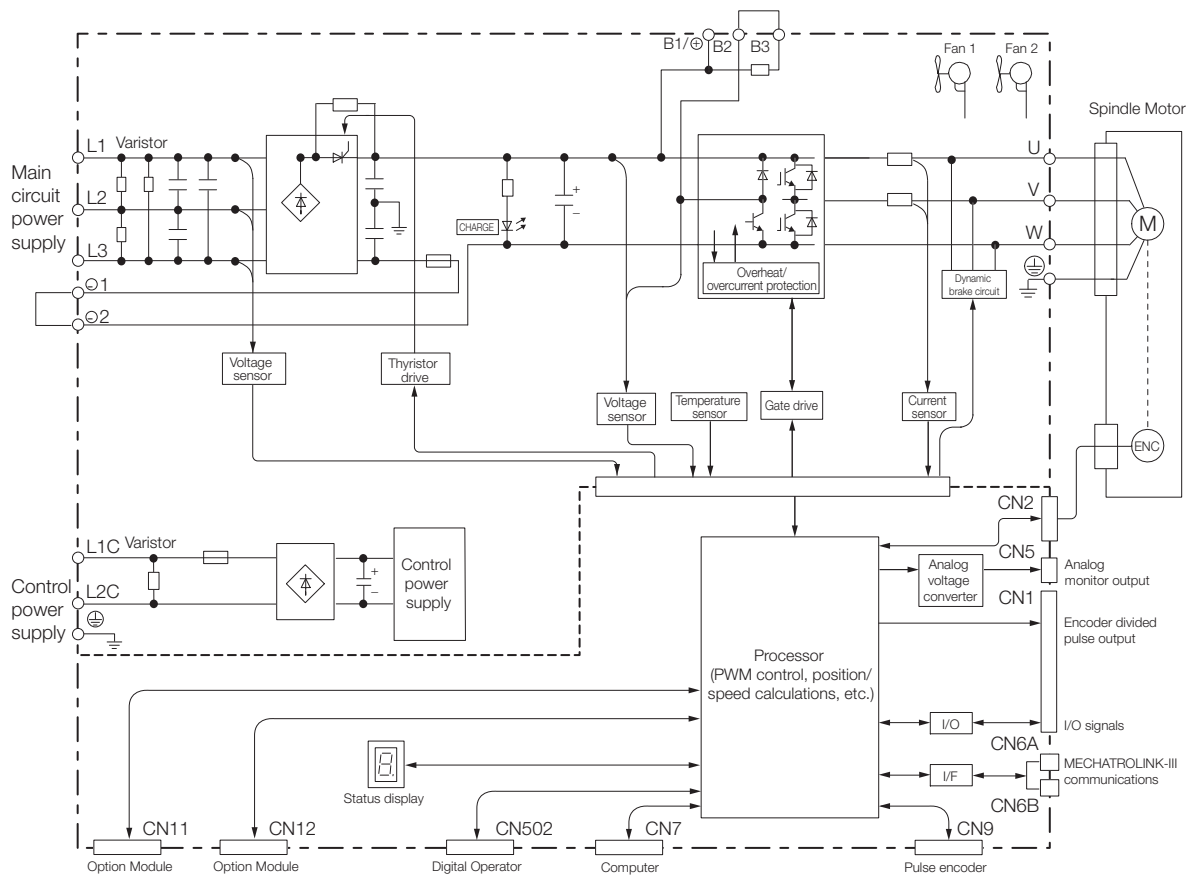 B1/⊕ B2 B3
Fan 1
Fan 2
Spindle Motor
L1
Varistor
U
Main
circuit
power
supply
L2
V
L3
W
M
CHARGE
+
−
⊖1
⊖2
Overheat/
overcurrent protection
Dynamic
brake circuit
Voltage
sensor
Thyristor
drive
Voltage
sensor
Temperature
sensor
Gate drive
Current
sensor
ENC
CN2
L1C
Varistor
Control
power
supply
L2C
+
−
Control
power
supply
Analog
voltage
converter
CN5
Analog
monitor output
CN1
Encoder divided
pulse output
Processor
(PWM control, position/
speed calculations, etc.)
I/O
I/O signals
CN6A
I/F
MECHATROLINK-III
communications
CN6B
8.
Status display
CN11
CN12
CN502
CN7
CN9
Option Module
Option Module
Digital Operator
Computer
Pulse encoder